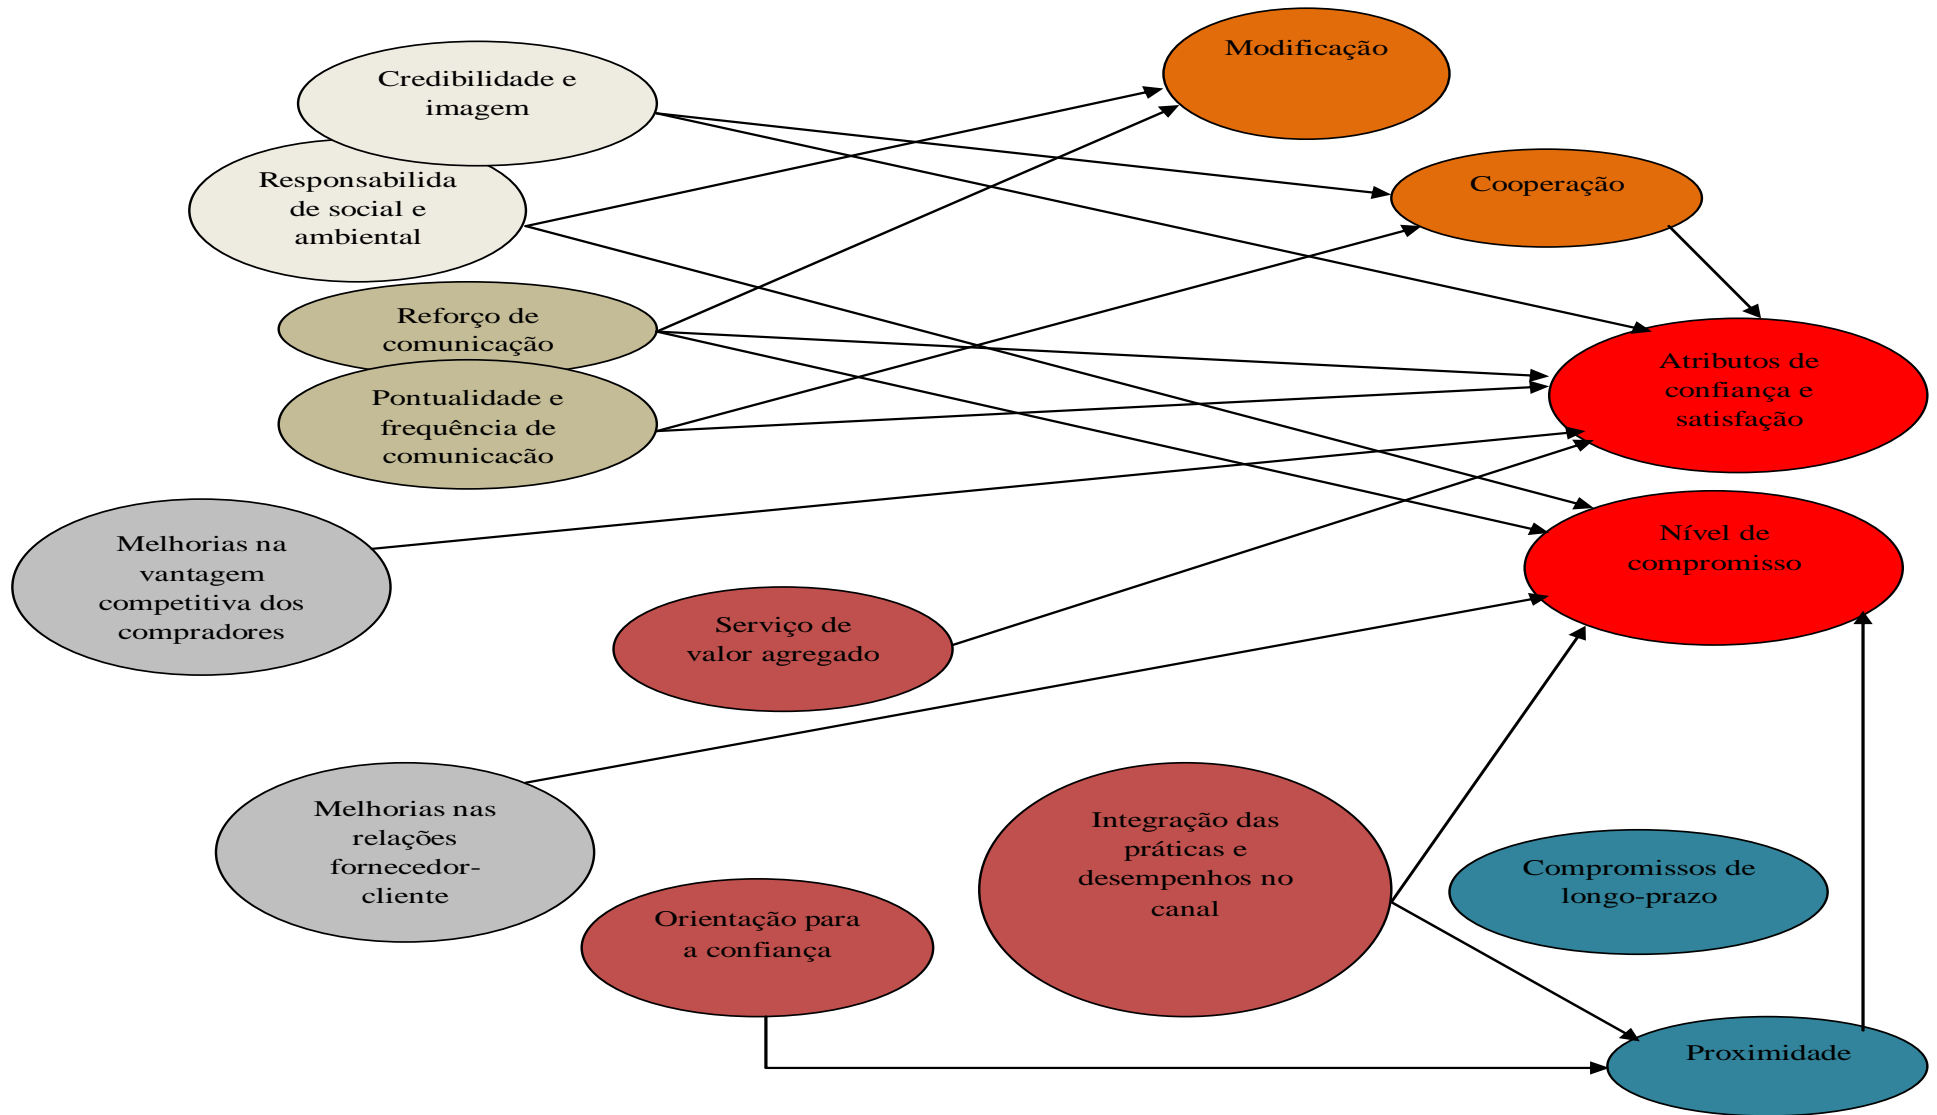 Modificação
Credibilidade e
imagem
Responsabilida
de social e
ambiental
Cooperação
Reforço de
comunicação
Atributos de
confiança e
satisfação
Pontualidade e
frequência de
comunicação
Melhorias na
vantagem
competitiva dos
compradores
Nível de
compromisso
Serviço de
valor agregado
Melhorias nas
relações
fornecedor-
cliente
Integração das
práticas e
desempenhos no
canal
Compromissos de
longo-prazo
Orientação para
a confiança
Proximidade